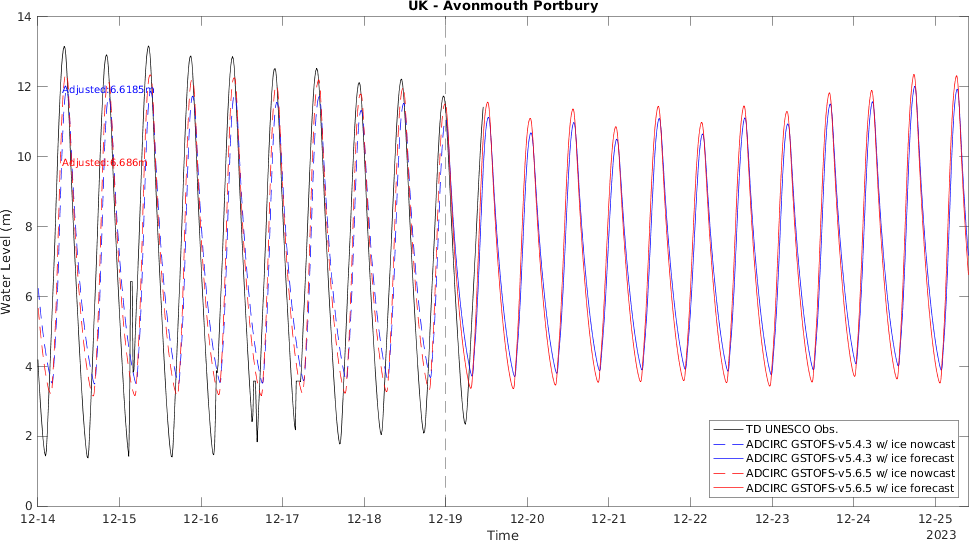 UK - Avonmouth Portbury
14
12
10
8
6
4
2
0
Water Level (m)
Adjusted:6.6185m
Adjusted:6.686m
TD UNESCO Obs.
ADCIRC GSTOFS-v5.4.3 w/ ice nowcast
ADCIRC GSTOFS-v5.4.3 w/ ice forecast
ADCIRC GSTOFS-v5.6.5 w/ ice nowcast
ADCIRC GSTOFS-v5.6.5 w/ ice forecast
12-14 12-15 12-16 12-17 12-18 12-19 12-20 12-21 12-22 12-23 12-24 12-25
Time
2023